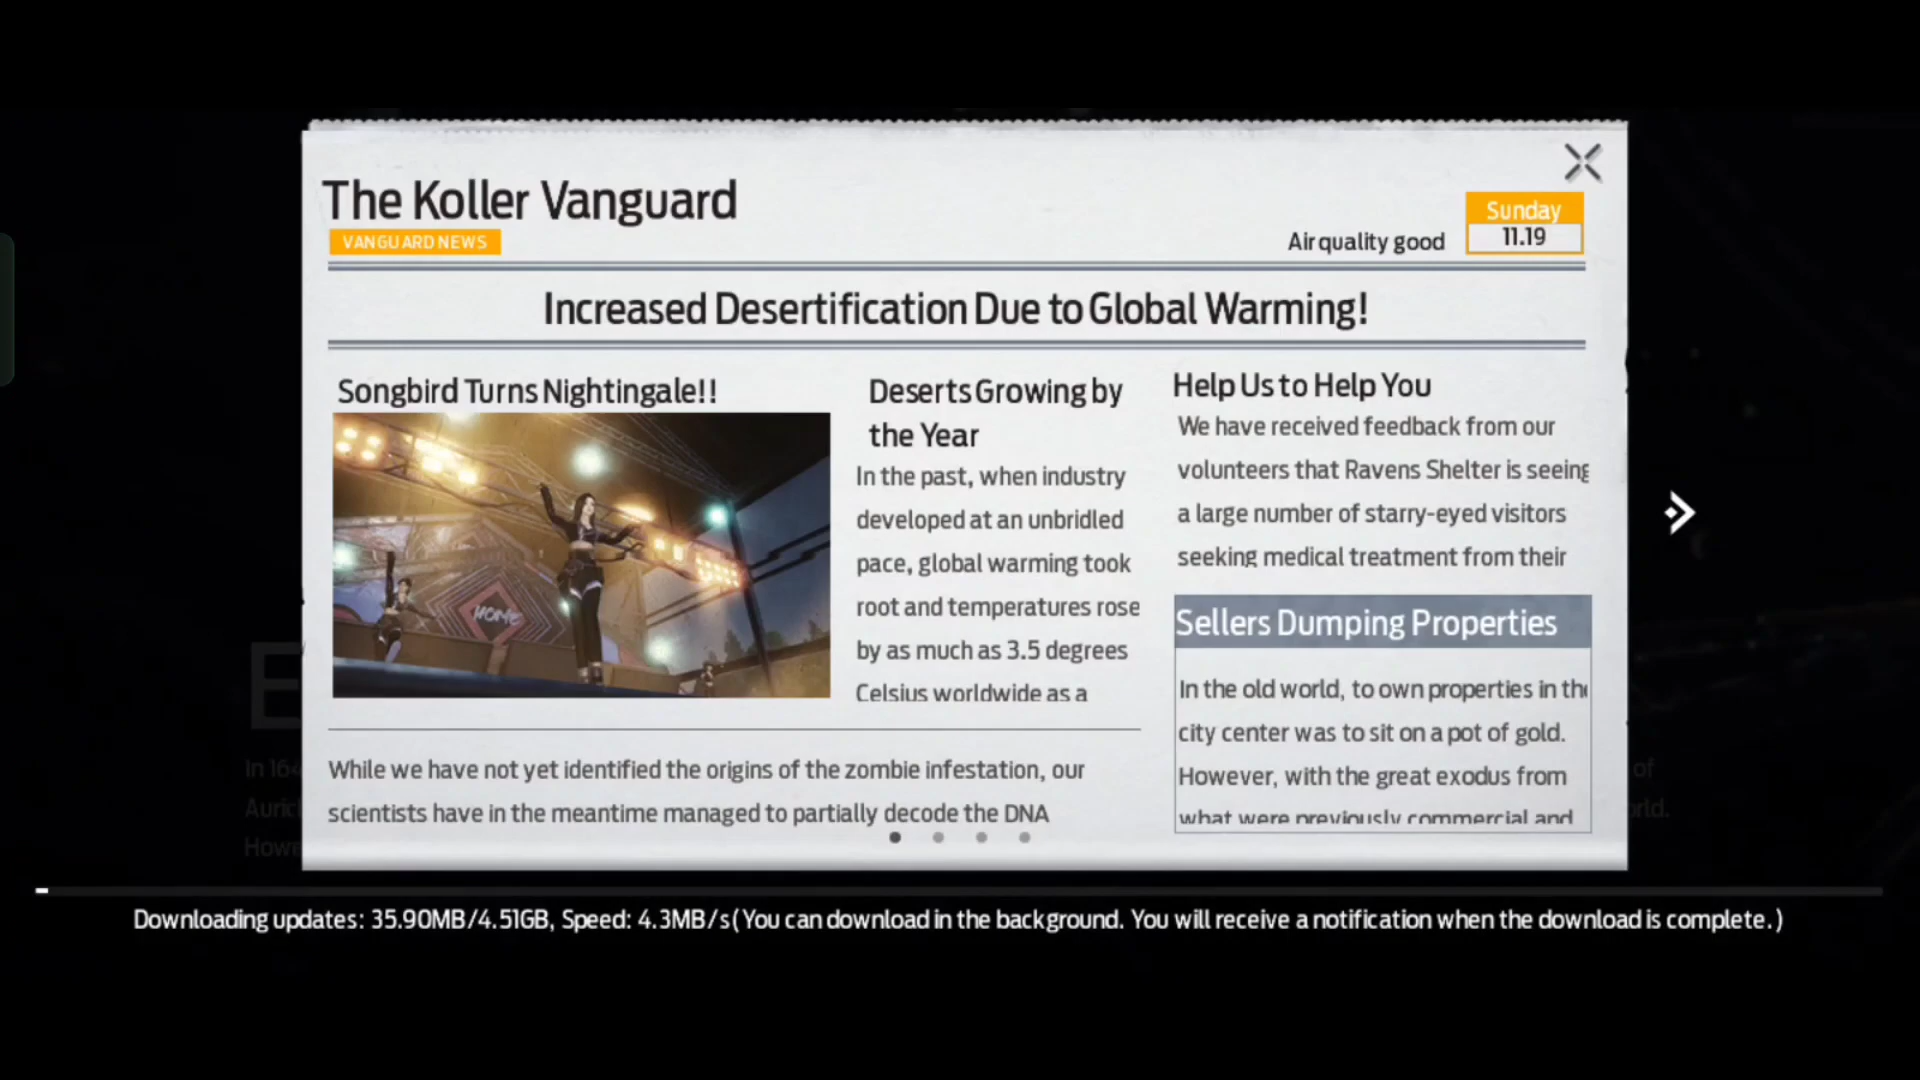 The Koller Vanguard
VANGUARD NEWS
Air quality good
Sunday
11.19
Increased Desertification Due to Global Warming!
Songbird Turns Nightingale!!
HOME
Deserts Growing by
the Year
In the past, when industry
developed at an unbridled
pace, global warming took
root and temperatures rose
by as much as 3.5 degrees
Celsius worldwide as a
Help Us to Help You
We have received feedback from our
volunteers that Ravens Shelter is seeing
a large number of starry-eyed visitors
seeking medical treatment from their
Sellers Dumping Properties
In the old world, to own properties in the
city center was to sit on a pot of gold.
However, with the great exodus from
what were previously commercial and
While we have not yet identified the origins of the zombie infestation, our
scientists have in the meantime managed to partially decode the DNA
Downloading updates: 35.90MB/4.51GB, Speed: 4.3MB/s(You can download in the background. You will receive a notification when the download is complete.)